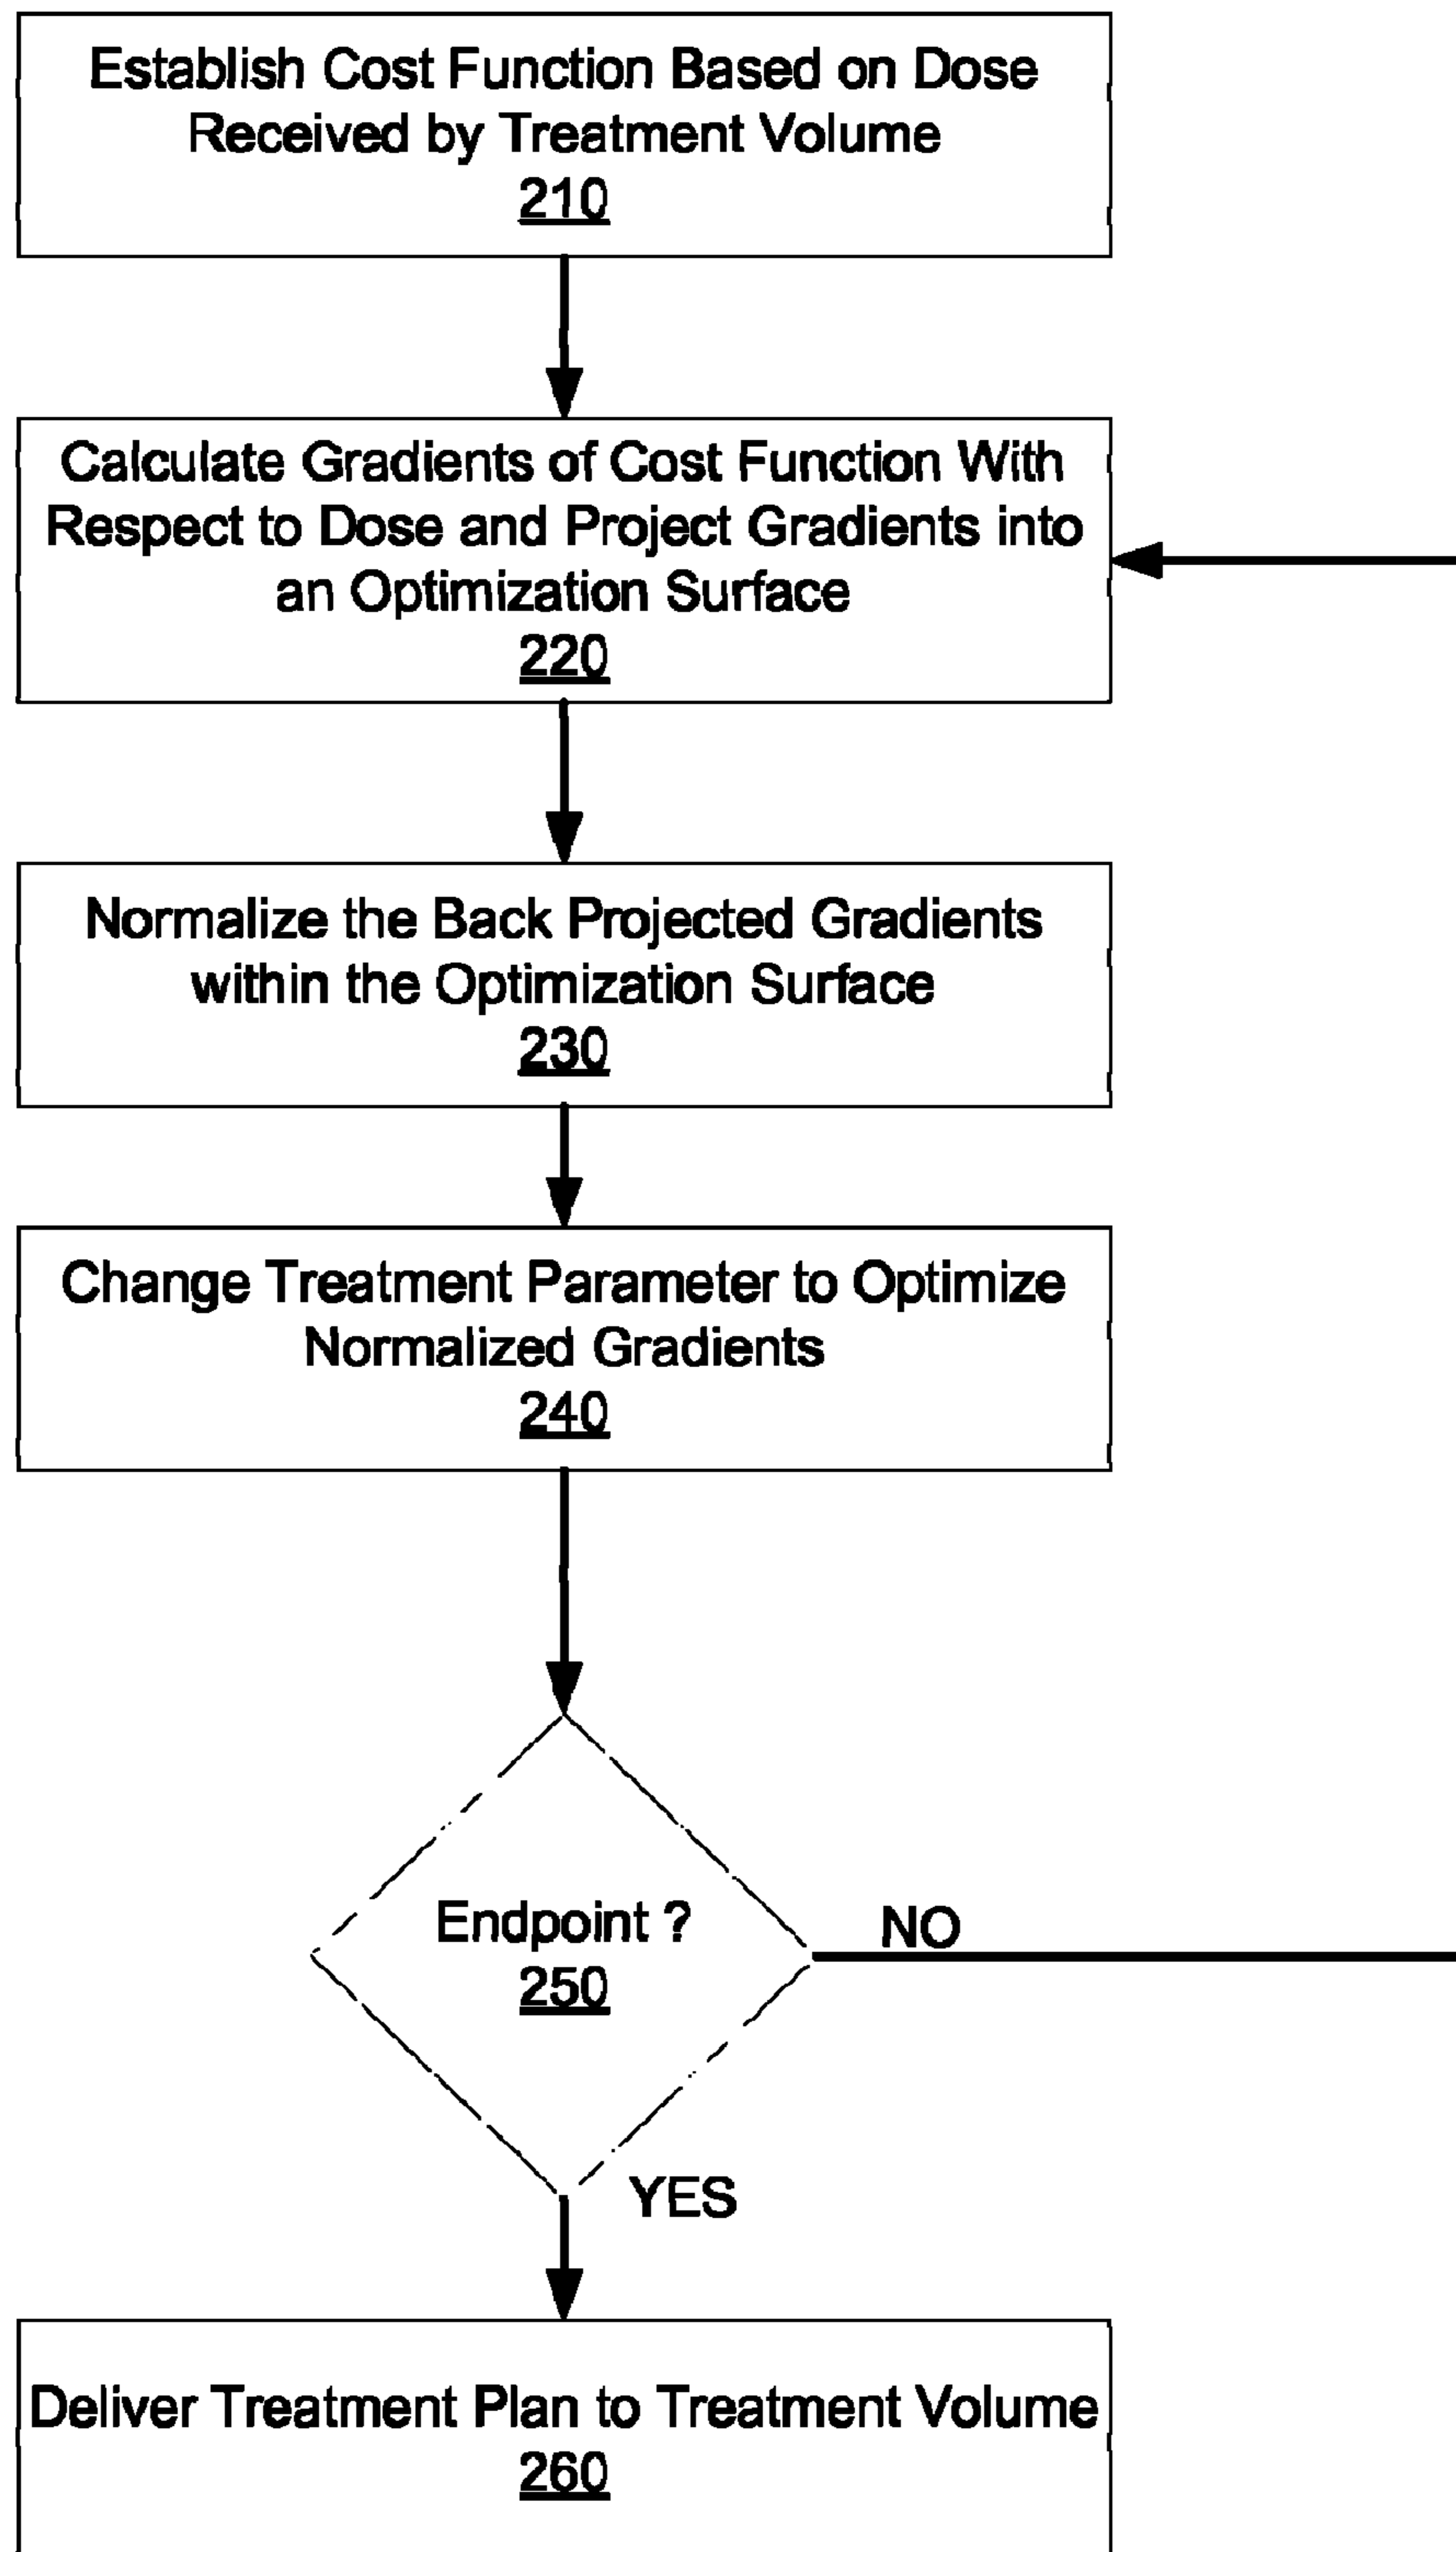 Establish Cost Function Based on Dose
Received by Treatment Volume
210
Calculate Gradients of Cost Function With
Respect to Dose and Project Gradients into
an Optimization Surface
220
Normalize the Back Projected Gradients
within the Optimization Surface
230
Change Treatment Parameter to Optimize
Normalized Gradients
240
Endpoint ?
250
NO
YES
Deliver Treatment Plan to Treatment Volume
260